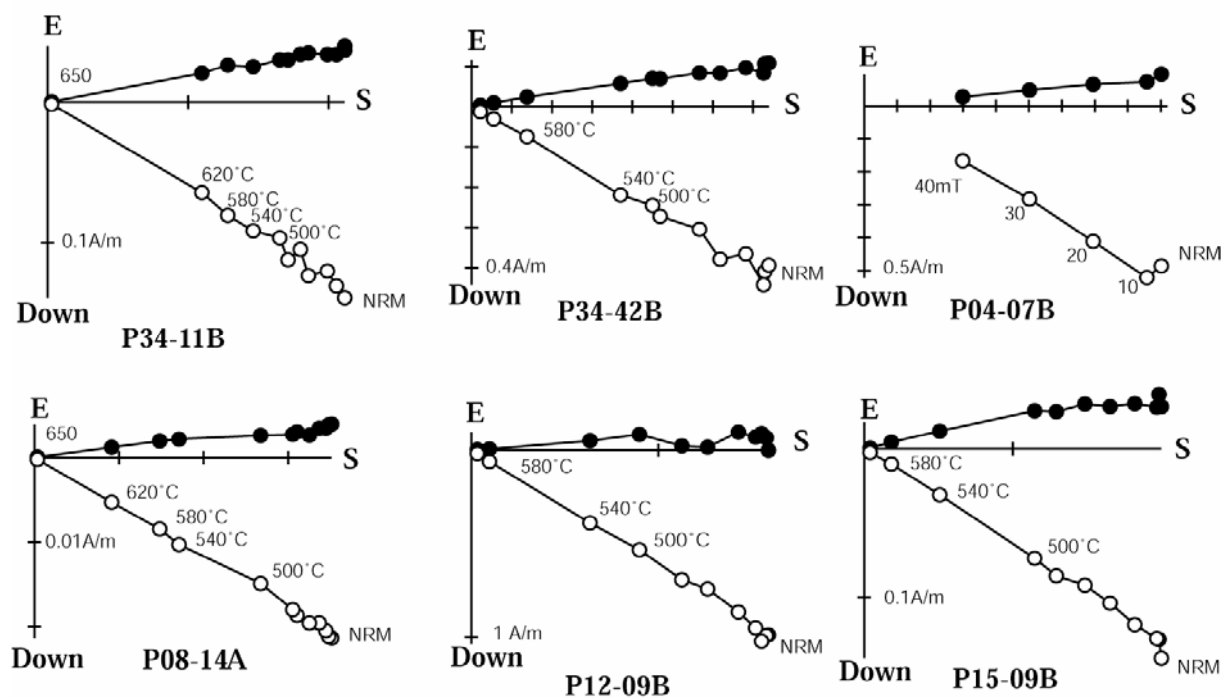 E
650
S
620˚C
580˚C
540˚C
500˚C
0.1A/m
NRM
Down
P34-11B
E
S
580˚C
540˚C
500˚C
0.4A/m
NRM
Down
P34-42B
E
S
40mT
30
20
10
0.5A/m
NRM
Down
P04-07B
E
650
S
620˚C
580˚C
540˚C
500˚C
0.01A/m
NRM
Down
P08-14A
E
S
580˚C
540˚C
500˚C
1 A/m
NRM
Down
P12-09B
E
S
580˚C
540˚C
500˚C
0.1A/m
NRM
Down
P15-09B